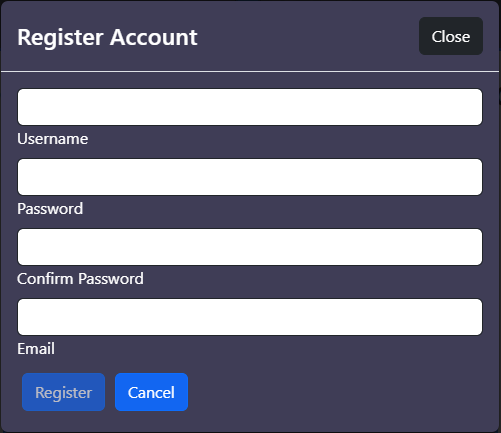 Register Account
Close
Username
Password
Confirm Password
Email
Register
Cancel